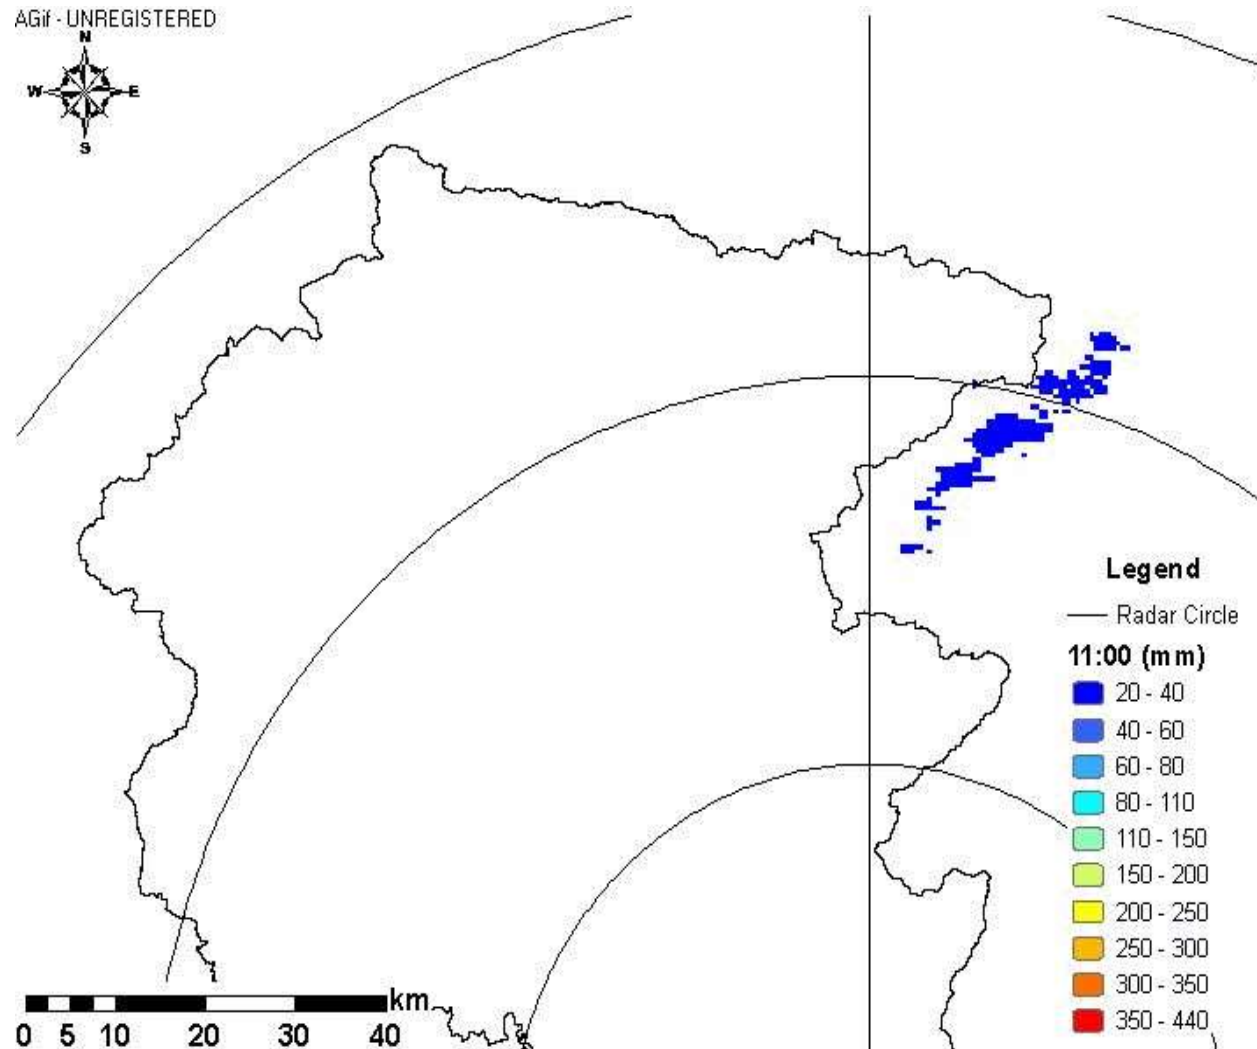 AGif - UNREGISTERED
N
W E
S
Legend
Radar Circle
11:00 (mm)
20 - 40
40 - 60
60 - 80
80 - 110
110 - 150
150 - 200
200 - 250
250 - 300
300 - 350
350 - 440
km
0 5 10 20 30 40